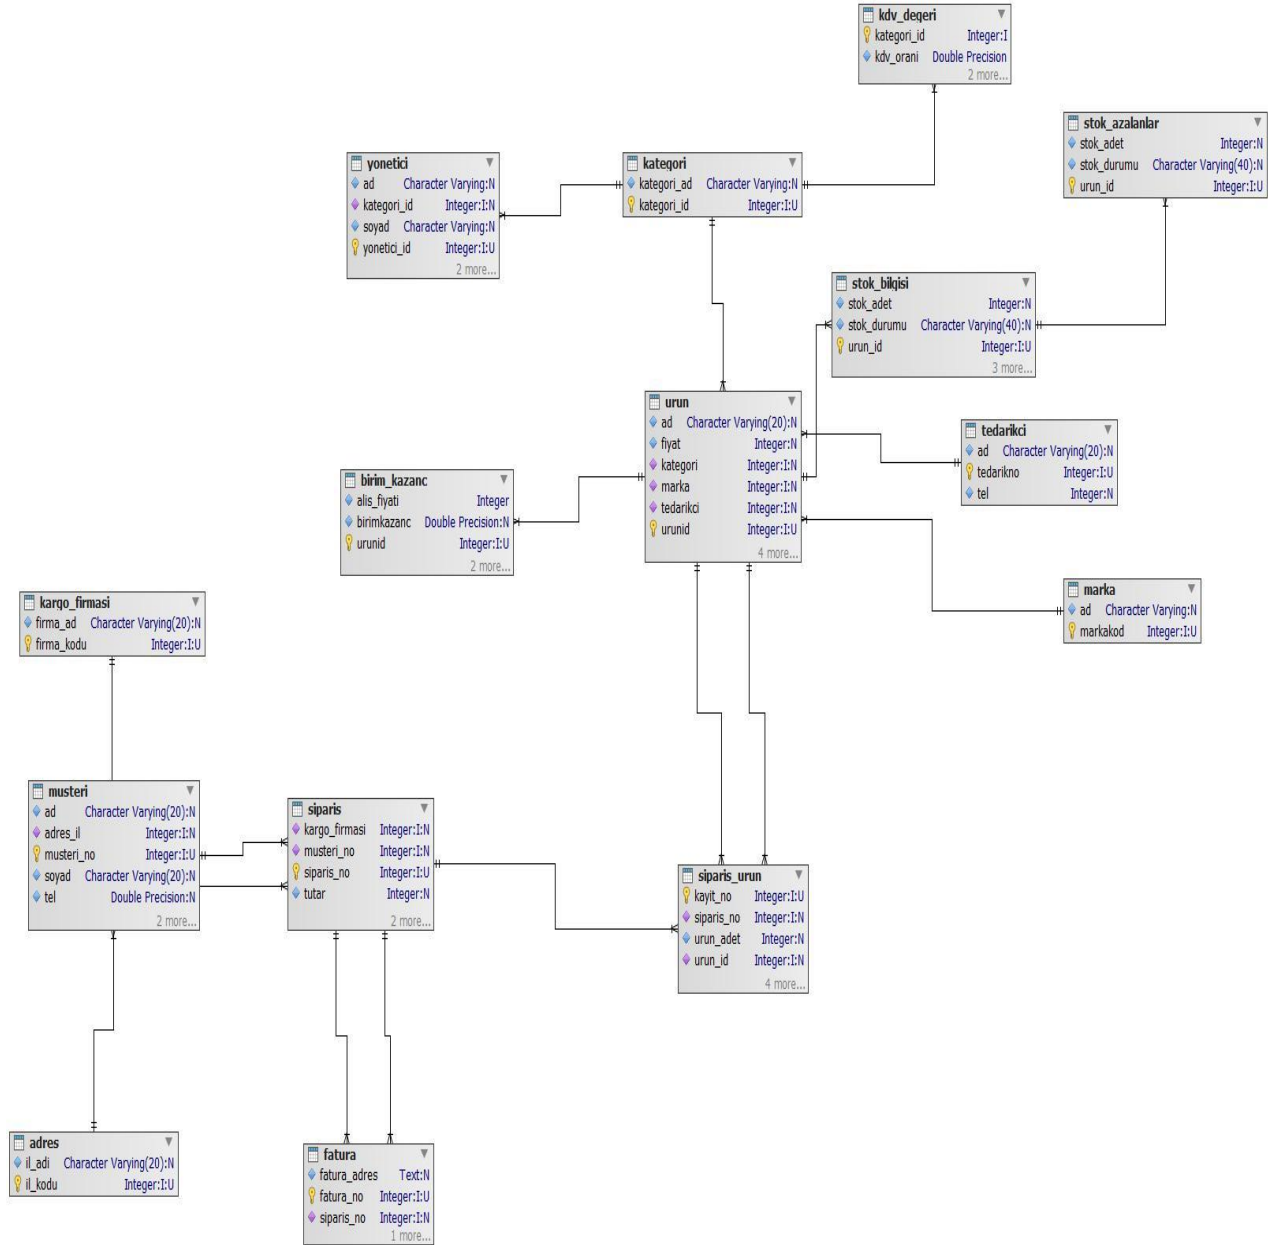 kdv_degeri
kategori_id Integer:I
kdv_orani Double Precision
2 more...
stok_azalanlar
stok_adet Integer:N
stok_durumu Character Varying(40):N
urun_id Integer:I:U
yonetici
ad Character Varying:N
kategori_id Integer:I:N
soyad Character Varying:N
yonetici_id Integer:I:U
2 more...
kategori
kategori_ad Character Varying:N
kategori_id Integer:I:U
stok_bilgisi
stok_adet Integer:N
stok_durumu Character Varying(40):N
urun_id Integer:I:U
3 more...
urun
ad Character Varying(20):N
fiyat Integer:N
kategori Integer:I:N
marka Integer:I:N
tedarikci Integer:I:N
urunid Integer:I:U
4 more...
tedarikci
ad Character Varying(20):N
tedarikno Integer:I:U
tel Integer:N
birim_kazanc
alis_fiyati Integer
birimkazanc Double Precision:N
urunid Integer:I:U
2 more...
marka
ad Character Varying:N
markakod Integer:I:U
kargo_firmasi
firma_ad Character Varying(20):N
firma_kodu Integer:I:U
musteri
ad Character Varying(20):N
adres_il Integer:I:N
musteri_no Integer:I:U
soyad Character Varying(20):N
tel Double Precision:N
2 more...
siparis
kargo_firmasi Integer:I:N
musteri_no Integer:I:N
siparis_no Integer:I:U
tutar Integer:N
2 more...
siparis_urun
kayit_no Integer:I:U
siparis_no Integer:I:N
urun_adet Integer:N
urun_id Integer:I:N
4 more...
adres
il_adi Character Varying(20):N
il_kodu Integer:I:U
fatura
fatura_adres Text:N
fatura_no Integer:I:U
siparis_no Integer:I:N
1 more...